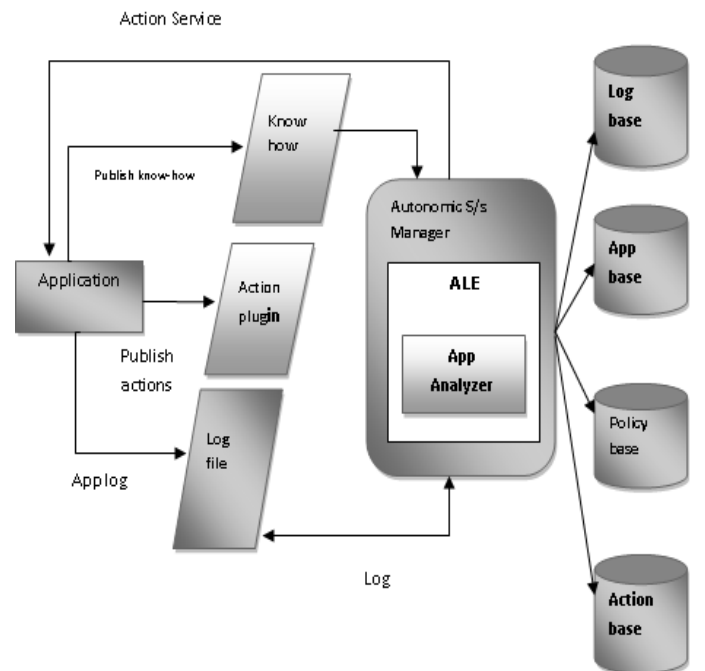 Action Service
Know
how
Publish know-how
Application
Action
plugin
Publish
actions
Log
file
App log
Log
Autonomic S/s
Manager
ALE
App
Analyzer
Log
base
App
base
Policy
base
Action
base